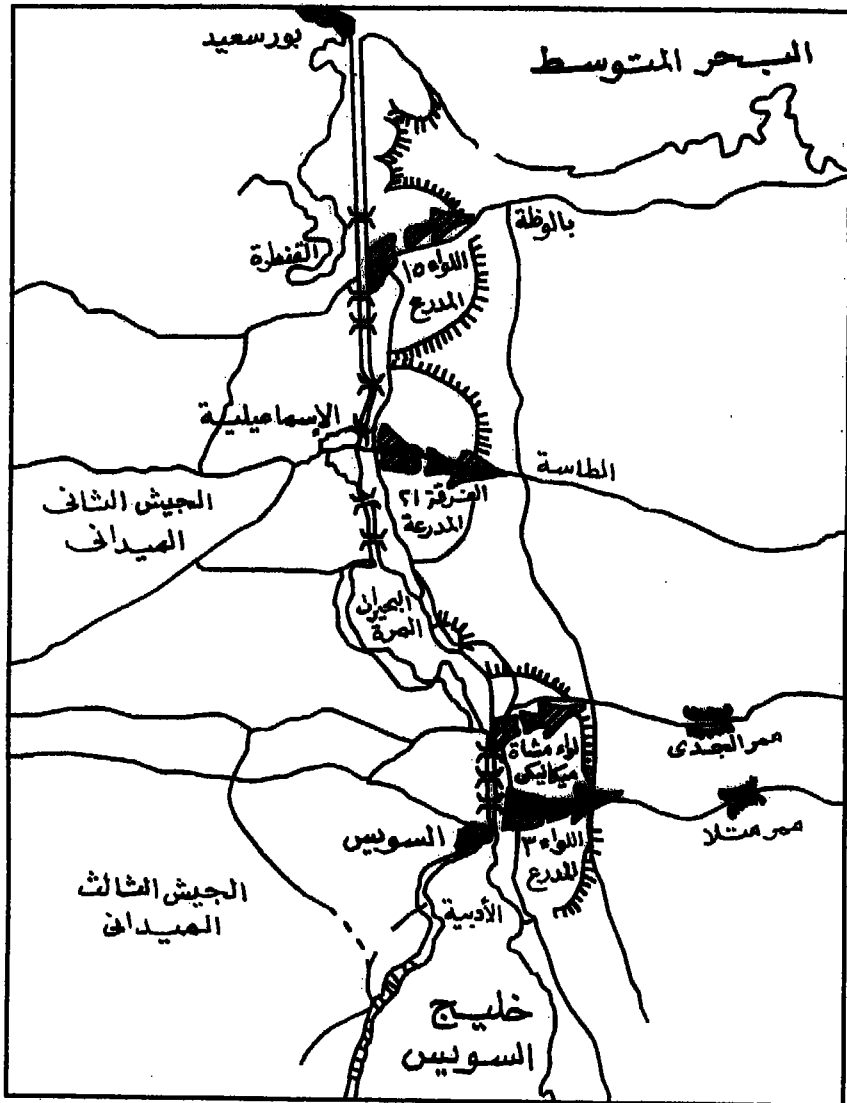 البحر المتوسط
بورسعيد
بالوظة
القنطرة
اللواء ١٥
المدرع
الإسماعيلية
الطاسة
الفرقة ٢١
المدرعة
الجيش الثانى
الميدانى
البحيرات
المرة
ممر الجدى
لواء مشاة
ميكانيكى
ممر متلا
السويس
اللواء ٣
المدرع
الجيش الثالث
الميدانى
الأدبية
خليج
السويس